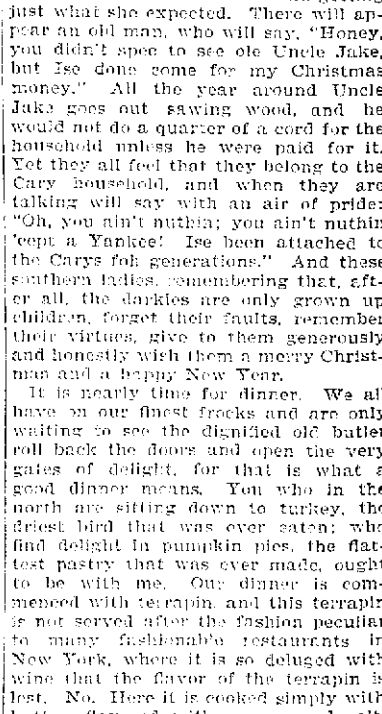 just what she expected. There will ap-
pear an old man, who will say, "Honey,
you didn't spec to see ole Uncle Jake,
but Ise done come for my Christmas
money." All the year around Uncle
Jake goes out sawing wood, and he
would not do a quarter of a cord for the
household unless he were paid for it.
Yet they all feel that they belong to the
Cary household, and when they are
talking will say with an air of pride:
"Oh, you ain't nuthin; you ain't nuthin
'cept a Yankee! Ise been attached to
the Carys foh generations." And these
southern ladies, remembering that, aft-
er all, the darkies are only grown up
children, forget their faults, remember
their virtues, give to them generously
and honestly wish them a merry Christ-
mas and a happy New Year.
It is nearly time for dinner. We all
have on our finest frocks and are only
waiting to see the dignified old butler
roll back the doors and open the very
gates of delight, for that is what a
good dinner means. You who in the
north are sitting down to turkey, the
driest bird that was ever eaten; who
find delight in pumpkin pies, the flat-
test pastry that was ever made, ought
to be with me. Our dinner is com-
menced with terrapin, and this terrapin
is not served after the fashion peculiar
to many fashionable restaurants in
New York, where it is so deluged with
wine that the flavor of the terrapin is
lost. No. Here it is cooked simply with